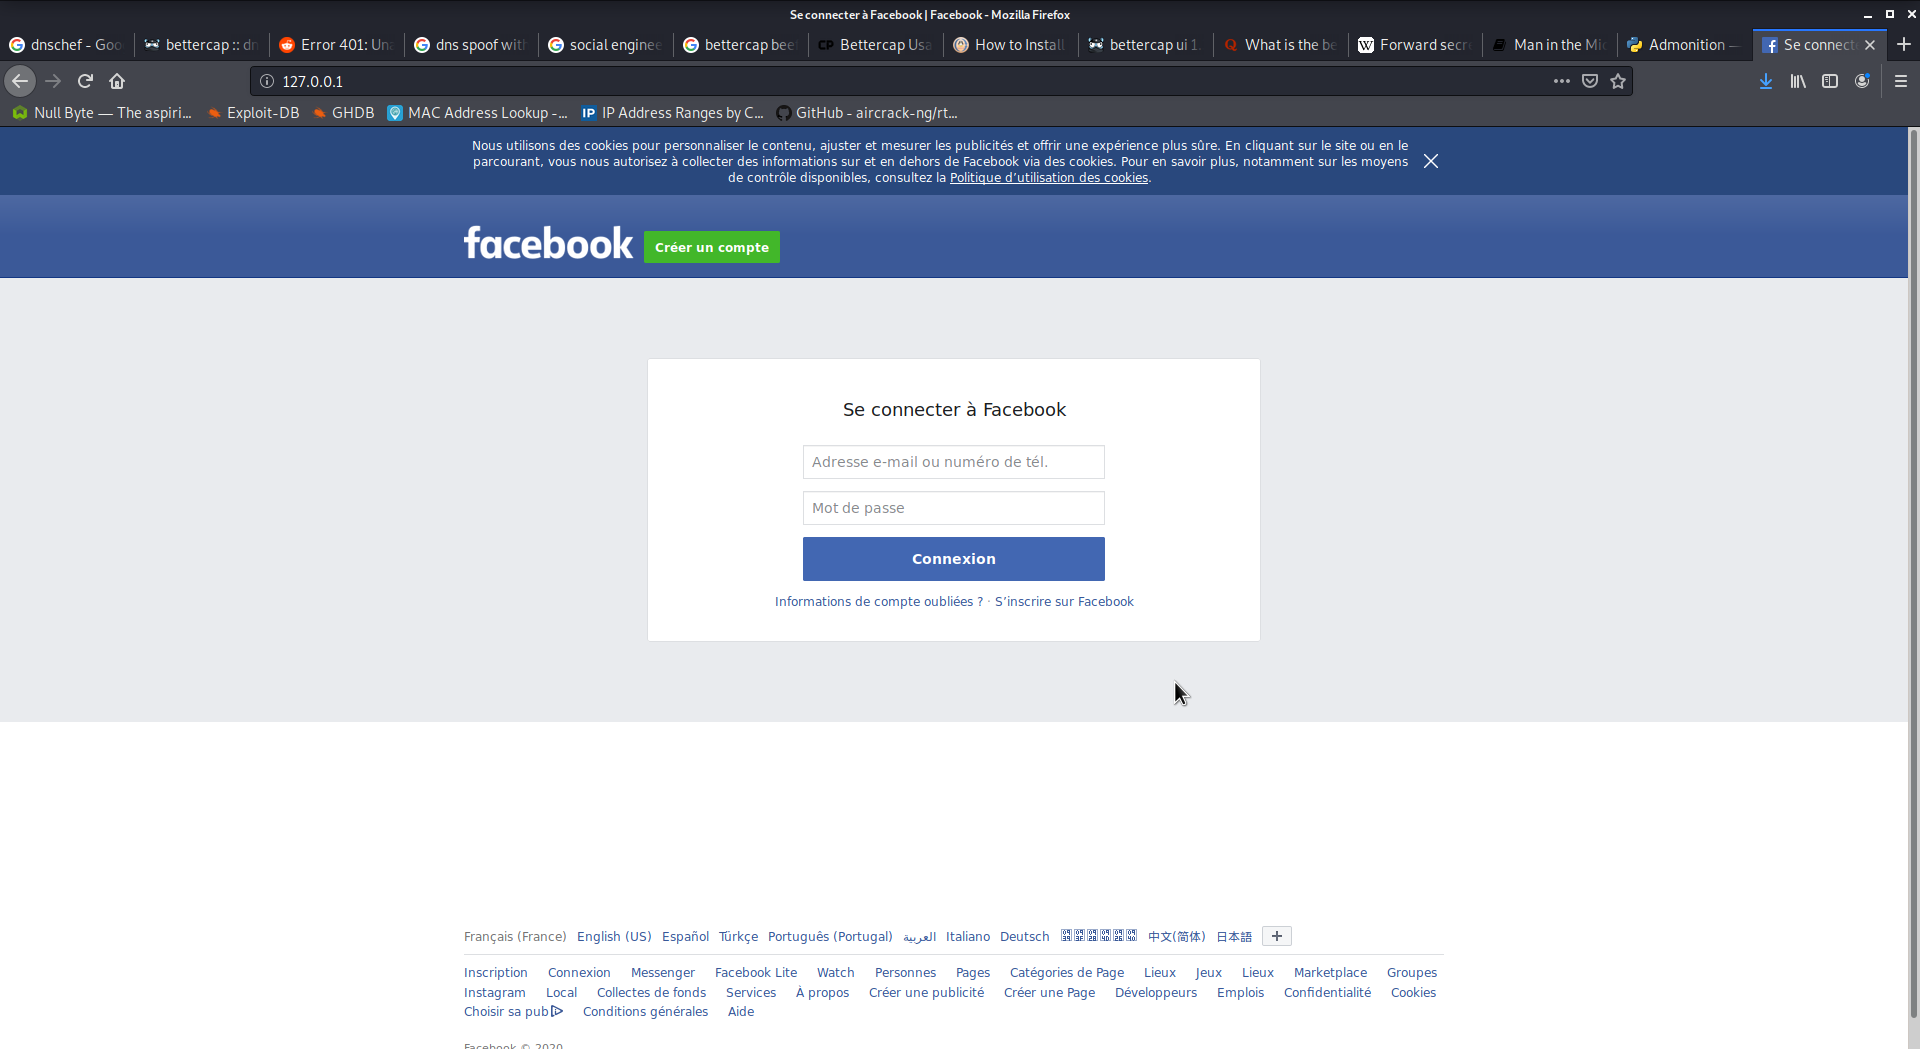 Se connecter à Facebook | Facebook - Mozilla Firefox
dnschef - Goo bettercap :: dn Error 401: Una dns spoof with social enginee bettercap bee Bettercap Usa How to Install bettercap ui 1. What is the be Forward secr Man in the Mi Admonition — Se connect
127.0.0.1
Null Byte — The aspiri... Exploit-DB GHDB MAC Address Lookup -... IP IP Address Ranges by C... GitHub - aircrack-ng/rt...
Nous utilisons des cookies pour personnaliser le contenu, ajuster et mesurer les publicités et offrir une expérience plus sûre. En cliquant sur le site ou en le
parcourant, vous nous autorisez à collecter des informations sur et en dehors de Facebook via des cookies. Pour en savoir plus, notamment sur les moyens
de contrôle disponibles, consultez la Politique d’utilisation des cookies.
facebook Créer un compte
Se connecter à Facebook
Adresse e-mail ou numéro de tél.
Mot de passe
Connexion
Informations de compte oubliées ? · S’inscrire sur Facebook
Français (France) English (US) Español Türkçe Português (Portugal) العربية Italiano Deutsch 中文(简体) 日本語 +
Inscription Connexion Messenger Facebook Lite Watch Personnes Pages Catégories de Page Lieux Jeux Lieux Marketplace Groupes
Instagram Local Collectes de fonds Services À propos Créer une publicité Créer une Page Développeurs Emplois Confidentialité Cookies
Choisir sa pub Conditions générales Aide
Facebook © 2020